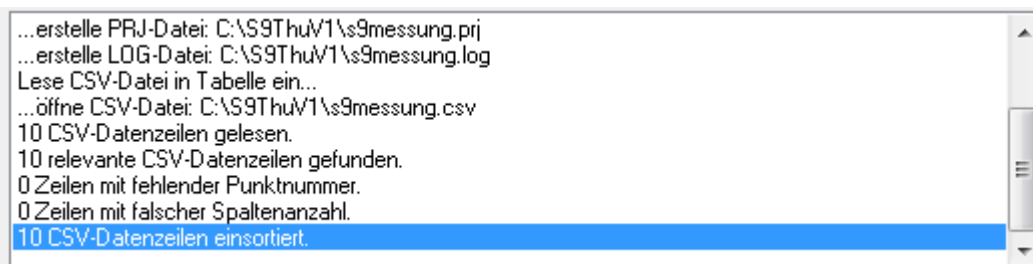 ...erstelle PRJ-Datei: C:\S9ThuV1\s9messung.prj
...erstelle LOG-Datei: C:\S9ThuV1\s9messung.log
Lese CSV-Datei in Tabelle ein...
...öffne CSV-Datei: C:\S9ThuV1\s9messung.csv
10 CSV-Datenzeilen gelesen.
10 relevante CSV-Datenzeilen gefunden.
0 Zeilen mit fehlender Punktnummer.
0 Zeilen mit falscher Spaltenanzahl.
10 CSV-Datenzeilen einsortiert.